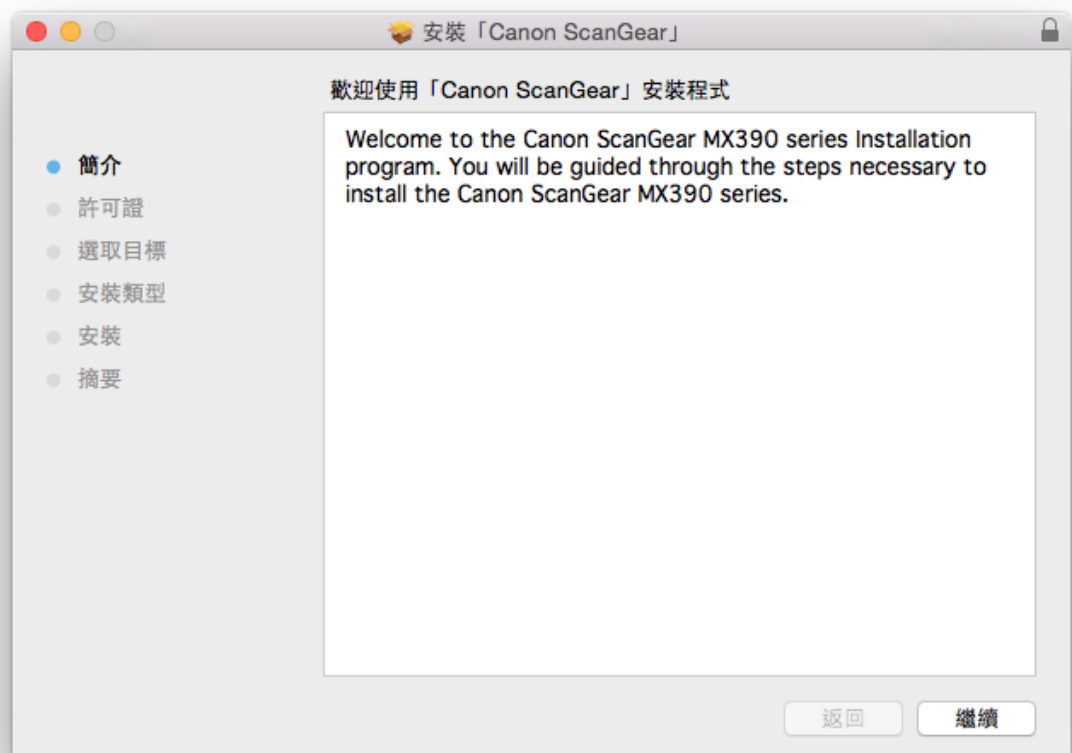 安裝「Canon ScanGear」
歡迎使用「Canon ScanGear」安裝程式
簡介
許可證
選取目標
安裝類型
安裝
摘要
Welcome to the Canon ScanGear MX390 series Installation
program. You will be guided through the steps necessary to
install the Canon ScanGear MX390 series.
返回
繼續